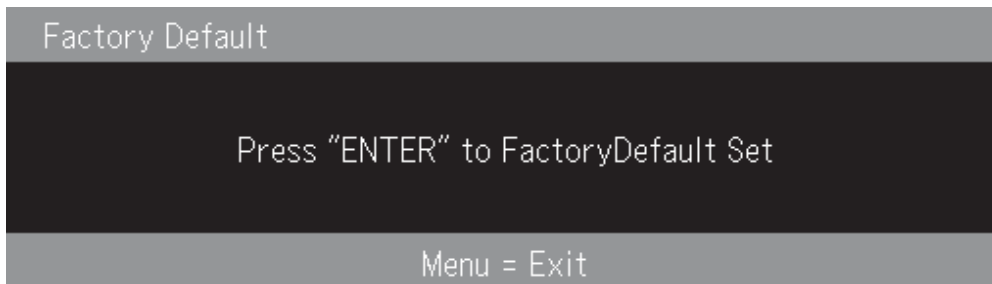 Factory Default
Press "ENTER" to FactoryDefault Set
Menu = Exit